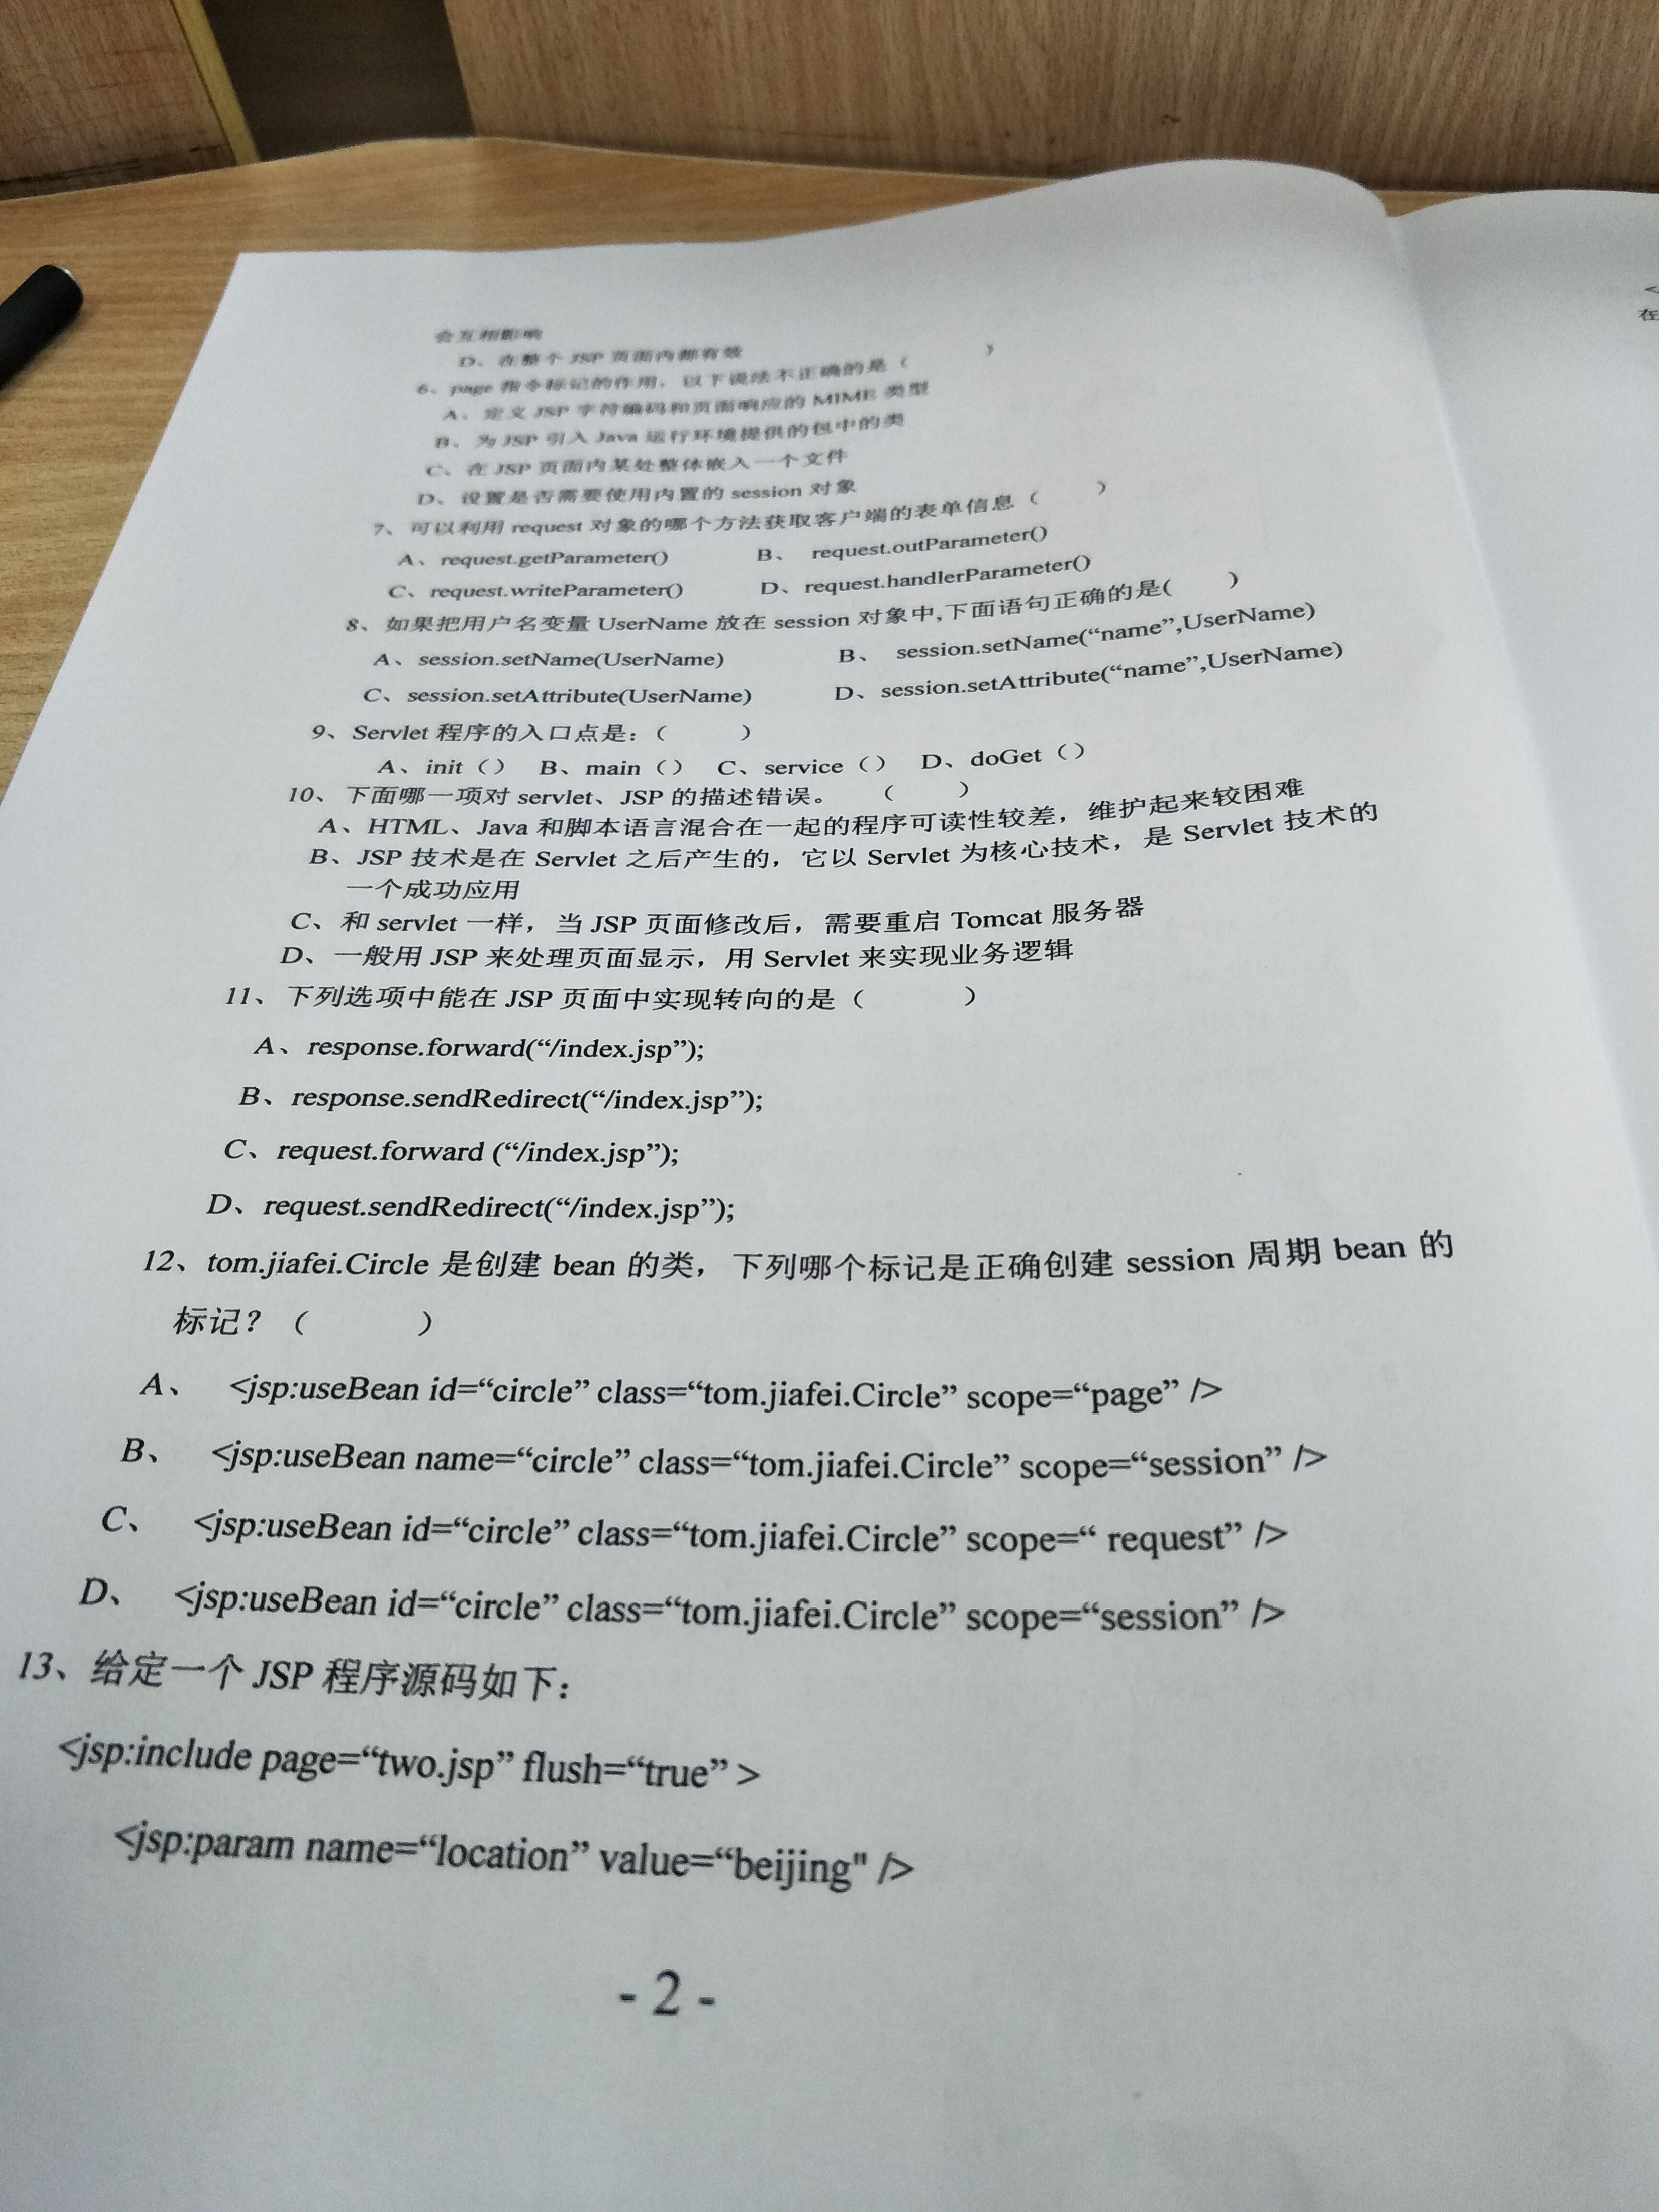 会互相影响
D、在整个 JSP 页面内都有效
6、page 指令标记的作用，以下说法不正确的是（ ）
A、定义 JSP 字符编码和页面响应的 MIME 类型
B、为 JSP 引入 Java 运行环境提供的包中的类
C、在 JSP 页面内某处整体嵌入一个文件
D、设置是否需要使用内置的 session 对象
7、可以利用 request 对象的哪个方法获取客户端的表单信息（ ）
A、request.getParameter() B、 request.outParameter()
C、request.writeParameter() D、request.handlerParameter()
8、如果把用户名变量 UserName 放在 session 对象中,下面语句正确的是( )
A、session.setName(UserName) B、 session.setName(“name”,UserName)
C、session.setAttribute(UserName) D、session.setAttribute(“name”,UserName)
9、Servlet 程序的入口点是:（ ）
A、init（） B、main（） C、service（） D、doGet（）
10、下面哪一项对 servlet、JSP 的描述错误。 （ ）
A、HTML、Java 和脚本语言混合在一起的程序可读性较差，维护起来较困难
B、JSP 技术是在 Servlet 之后产生的，它以 Servlet 为核心技术，是 Servlet 技术的
一个成功应用
C、和 servlet 一样，当 JSP 页面修改后，需要重启 Tomcat 服务器
D、一般用 JSP 来处理页面显示，用 Servlet 来实现业务逻辑
11、下列选项中能在 JSP 页面中实现转向的是（ ）
A、response.forward(“/index.jsp”);
B、response.sendRedirect(“/index.jsp”);
C、request.forward (“/index.jsp”);
D、request.sendRedirect(“/index.jsp”);
12、tom.jiafei.Circle 是创建 bean 的类，下列哪个标记是正确创建 session 周期 bean 的
标记？（ ）
A、 <jsp:useBean id=“circle” class=“tom.jiafei.Circle” scope=“page” />
B、 <jsp:useBean name=“circle” class=“tom.jiafei.Circle” scope=“session” />
C、 <jsp:useBean id=“circle” class=“tom.jiafei.Circle” scope=“ request” />
D、 <jsp:useBean id=“circle” class=“tom.jiafei.Circle” scope=“session” />
13、给定一个 JSP 程序源码如下：
<jsp:include page=“two.jsp” flush=“true” >
<jsp:param name=“location” value=“beijing" />
- 2 -
在